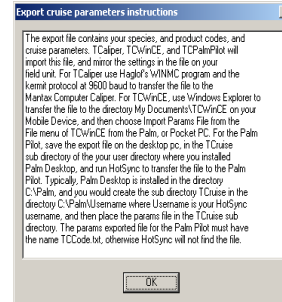 Export cruise parameters instructions
The export file contains your species, and product codes, and
cruise parameters. TCaliper, TCWinCE, and TCPalmPilot will
import this file, and mirror the settings in the file on your
field unit. For TCaliper use Haglof's WINMC program and the
kermit protocol at 9600 baud to transfer the file to the
Mantax Computer Caliper. For TCWinCE, use Windows Explorer to
transfer the file to the directory My Documents\TCWinCE on your
Mobile Device, and then choose Import Params File from the
File menu of TCWinCE from the Palm, or Pocket PC. For the Palm
Pilot, save the export file on the desktop pc, in the TCruise
sub directory of the your user directory where you installed
Palm Desktop, and run HotSync to transfer the file to the Palm
Pilot. Typically, Palm Desktop is installed in the directory
C:\Palm, and you would create the sub directory TCruise in the
directory C:\Palm\Username where Username is your HotSync
username, and then place the params file in the TCruise sub
directory. The params exported file for the Palm Pilot must have
the name TCCode.txt, otherwise HotSync will not find the file.
OK